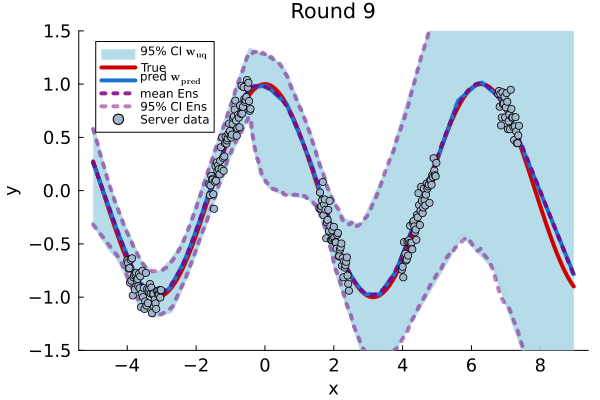 Round 9
95% CI w_uq
True
pred w_pred
mean Ens
95% CI Ens
Server data
y
1.5
1.0
0.5
0.0
−0.5
−1.0
−1.5
−4 −2 0 2 4 6 8
x